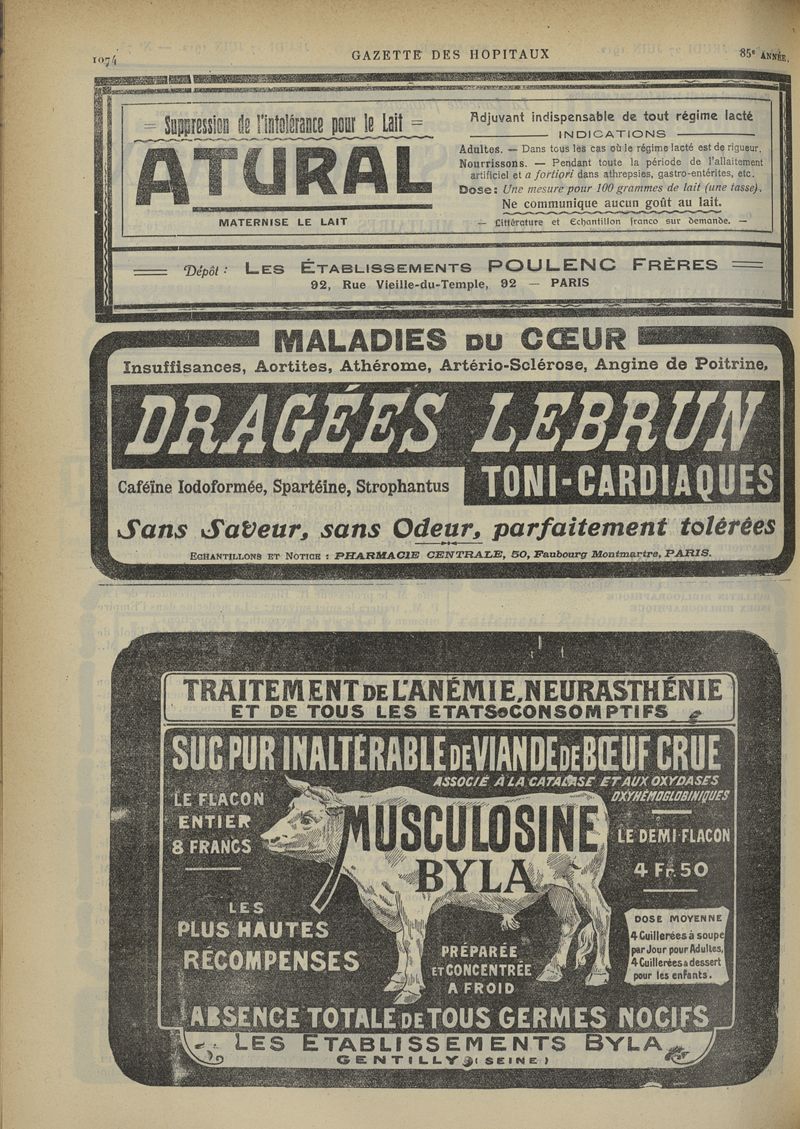 1074
GAZETTE DES HOPITAUX
85e ANNÉE.
= Suppression de l'intolérance pour le Lait =
ATURAL
MATERNISE LE LAIT
Adjuvant indispensable de tout régime lacté
INDICATIONS
Adultes. — Dans tous les cas où le régime lacté est de rigueur.
Nourrissons. — Pendant toute la période de l'allaitement
artificiel et a fortiori dans athrepsies, gastro-entérites, etc.
Dose: Une mesure pour 100 grammes de lait (une tasse).
Ne communique aucun goût au lait.
— Littérature et Echantillon franco sur demande. —
Dépôt : LES ÉTABLISSEMENTS POULENC FRÈRES
92, Rue Vieille-du-Temple, 92 — PARIS
MALADIES DU CŒUR
Insuffisances, Aortites, Athérome, Artério-Sclérose, Angine de Poitrine,
DRAGÉES LEBRUN
Caféïne Iodoformée, Spartéine, Strophantus
TONI-CARDIAQUES
Sans Saveur, sans Odeur, parfaitement tolérées
ECHANTILLONS ET NOTICE : PHARMACIE CENTRALE, 50, Faubourg Montmartre, PARIS.
TRAITEMENT DE L'ANÉMIE, NEURASTHÉNIE
ET DE TOUS LES ETATS CONSOMPTIFS
SUC PUR INALTÉRABLE DE VIANDE DE BŒUF CRUE
ASSOCIÉ À LA CATALASE ET AUX OXYDASES
OXYHÉMOGLOBINIQUES
LE FLACON
ENTIER
8 FRANCS
MUSCULOSINE
BYLA
LE DEMI-FLACON
4 Fr. 50
LES
PLUS HAUTES
RÉCOMPENSES
PRÉPARÉE
ET CONCENTRÉE
A FROID
DOSE MOYENNE
4 Cuillerées à soupe
par Jour pour Adultes,
4 Cuillerées à dessert
pour les enfants.
ABSENCE TOTALE DE TOUS GERMES NOCIFS
LES ETABLISSEMENTS BYLA
GENTILLY (SEINE)